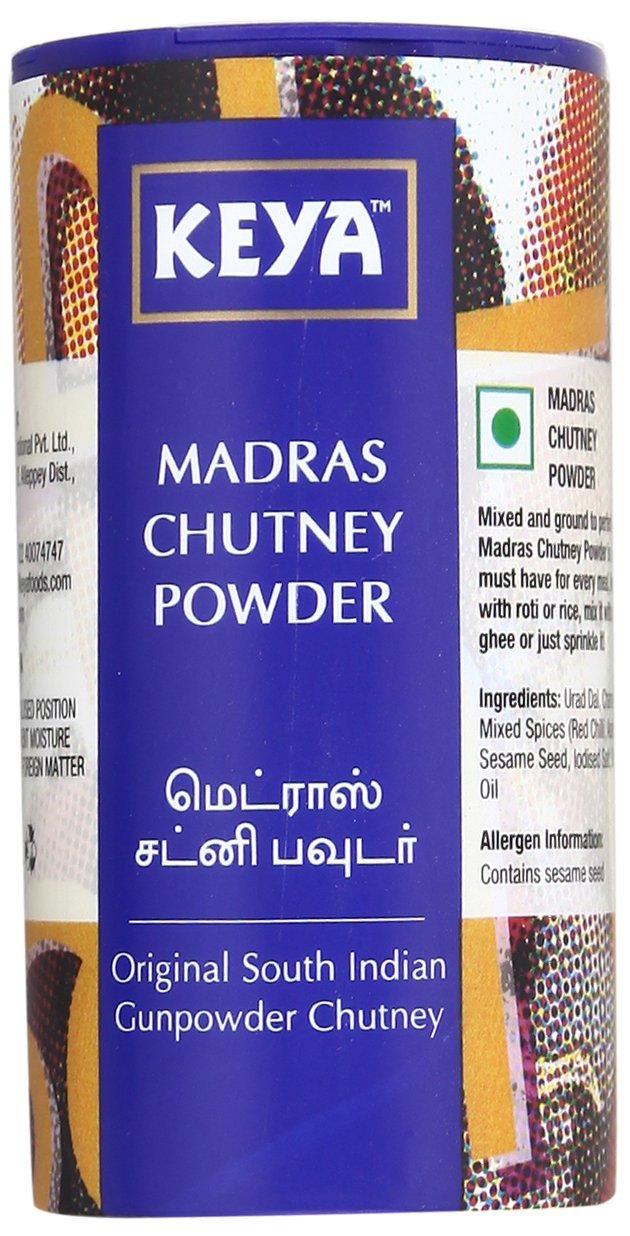 KEYA™
MADRAS
CHUTNEY
POWDER
மெட்ராஸ்
சட்னி பவுடர்
Original South Indian
Gunpowder Chutney
Pvt. Ltd.,
Dist.,
40074747
POSITION
MOISTURE
MATTER
MADRAS
CHUTNEY
POWDER
Mixed and ground to
Madras Chutney Powder
must have for every
with roti or rice, mix it
ghee or just sprinkle it!
Ingredients: Urad Dal,
Mixed Spices (Red Chilli,
Sesame Seed, Iodised
Oil
Allergen Information:
Contains sesame seed